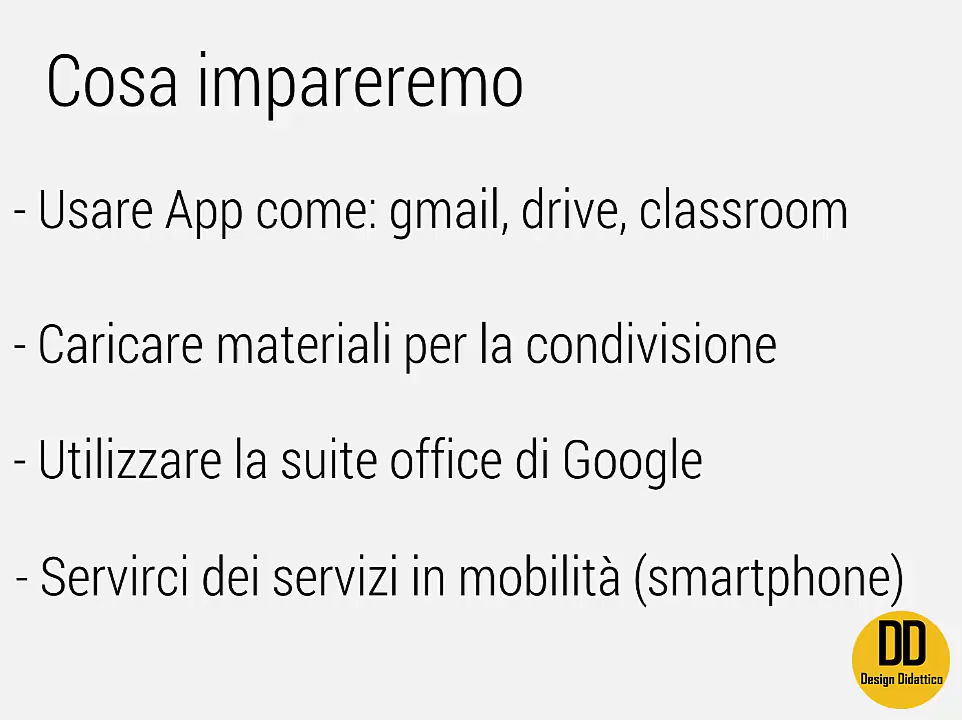 Cosa impareremo
- Usare App come: gmail, drive, classroom
- Caricare materiali per la condivisione
- Utilizzare la suite office di Google
- Servirci dei servizi in mobilità (smartphone)
DD
Design Didattico